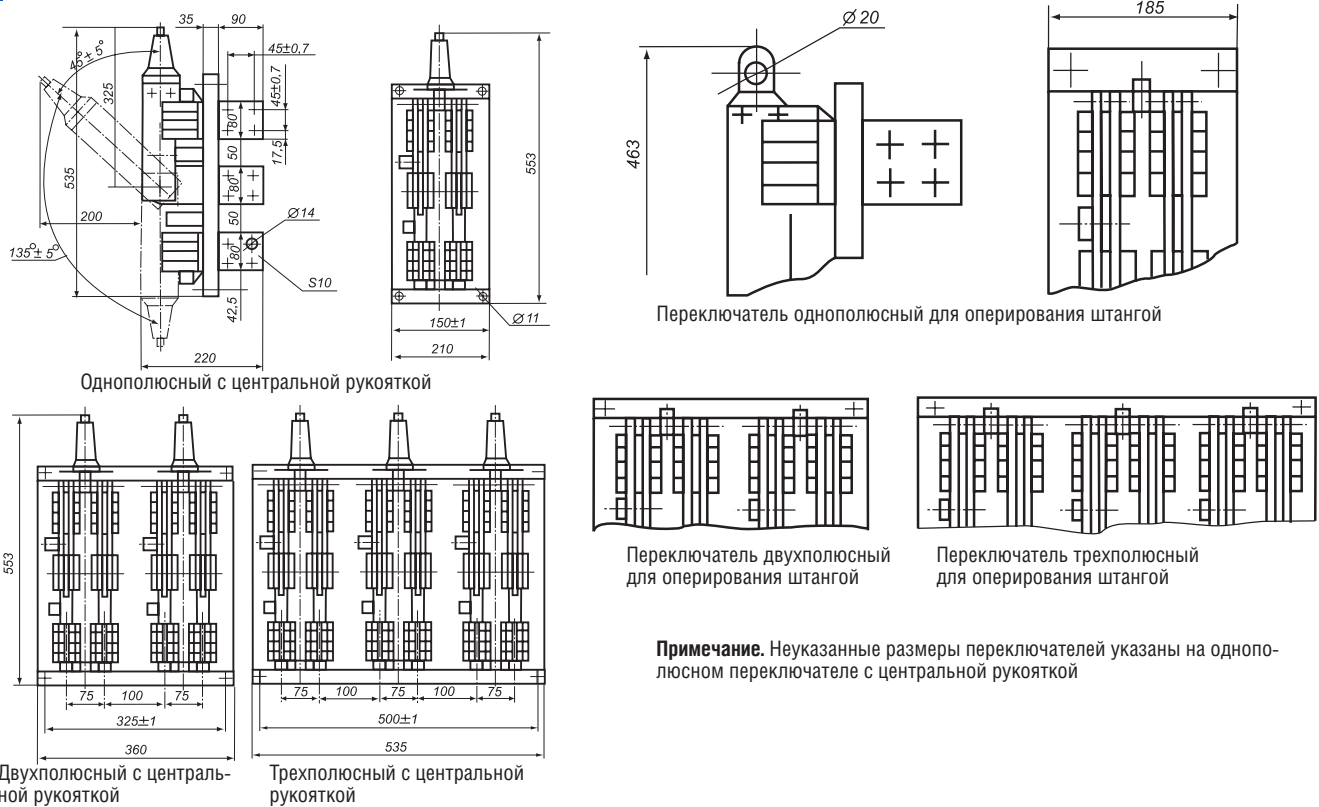 35
90
45±0,7
45±0,7
45°± 5°
325
535
80
17,5
50
80
200
50
Ø14
135°± 5°
80
S10
42,5
220
Однополюсный с центральной рукояткой
553
150±1
Ø11
210
Ø 20
463
185
Переключатель однополюсный для оперирования штангой
553
75
100
75
325±1
360
Двухполюсный с централь-
ной рукояткой
75
100
75
100
75
500±1
535
Трехполюсный с центральной
рукояткой
Переключатель двухполюсный
для оперирования штангой
Переключатель трехполюсный
для оперирования штангой
Примечание. Неуказанные размеры переключателей указаны на однопо-
люсном переключателе с центральной рукояткой